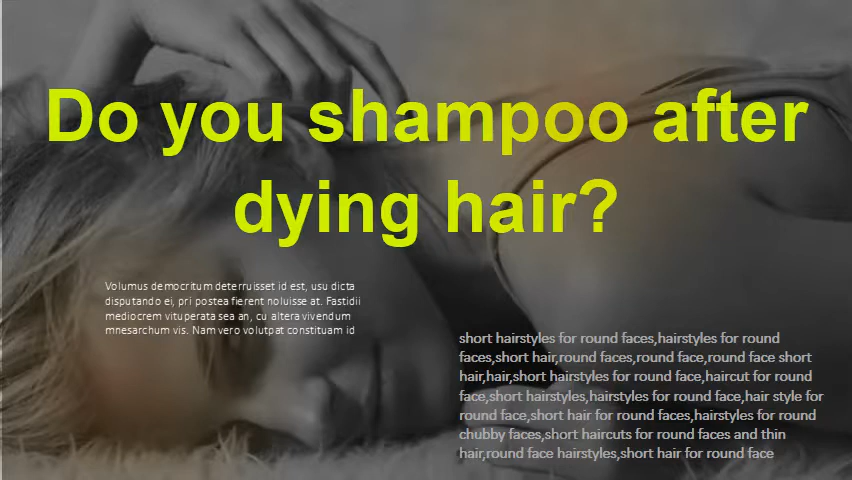 Do you shampoo after
dying hair?
Volumus democritum deterruisset id est, usu dicta
disputando ei, pri postea fierent noluisse at. Fastidii
mediocrem vituperata sea an, cu altera vivendum
mnesarchum vis. Nam vero volutpat constituam id
short hairstyles for round faces,hairstyles for round
faces,short hair,round faces,round face,round face short
hair,hair,short hairstyles for round face,haircut for round
face,short hairstyles,hairstyles for round face,hair style for
round face,short hair for round faces,hairstyles for round
chubby faces,short haircuts for round faces and thin
hair,round face hairstyles,short hair for round face